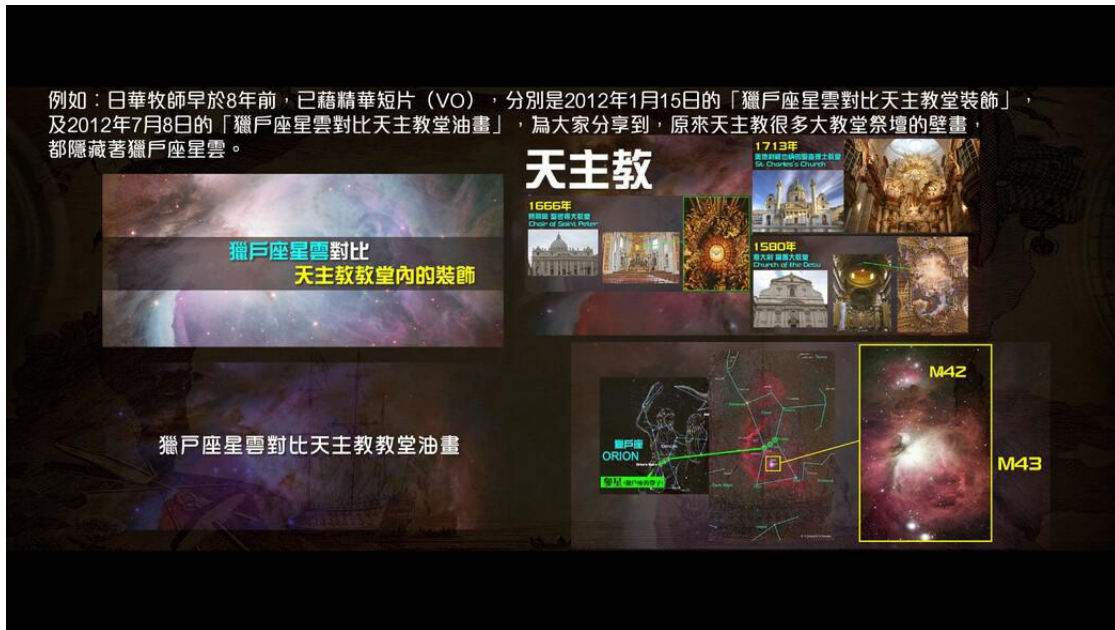 例如：日華牧師早於8年前，已藉精華短片（VO），分別是2012年1月15日的「獵戶座星雲對比天主教堂裝飾」，
及2012年7月8日的「獵戶座星雲對比天主教堂油畫」，為大家分享到，原來天主教很多大教堂祭壇的壁畫，
都隱藏著獵戶座星雲。
獵戶座星雲對比
天主教教堂內的裝飾
天主教
1666年
Chair of Saint Peter
1713年
St. Charles's Church
1580年
Church of the Gesu
獵戶座星雲對比天主教教堂油畫
獵戶座
ORION
M42
M43